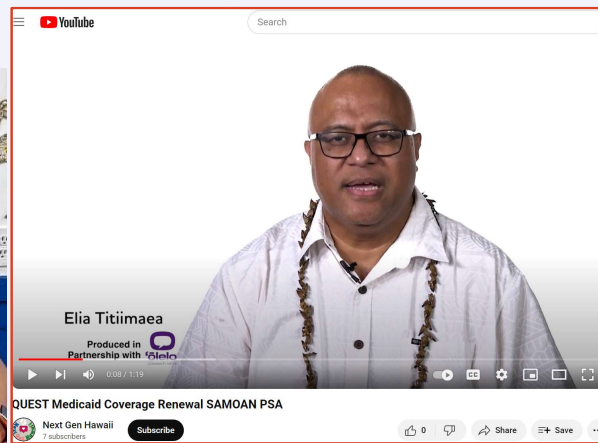 YouTube
Search
Elia Titiimaea
Produced in
Partnership with 'ōlelo
0:08 / 1:19
CC
QUEST Medicaid Coverage Renewal SAMOAN PSA
Next Gen Hawaii
7 subscribers
Subscribe
0
Share
Save